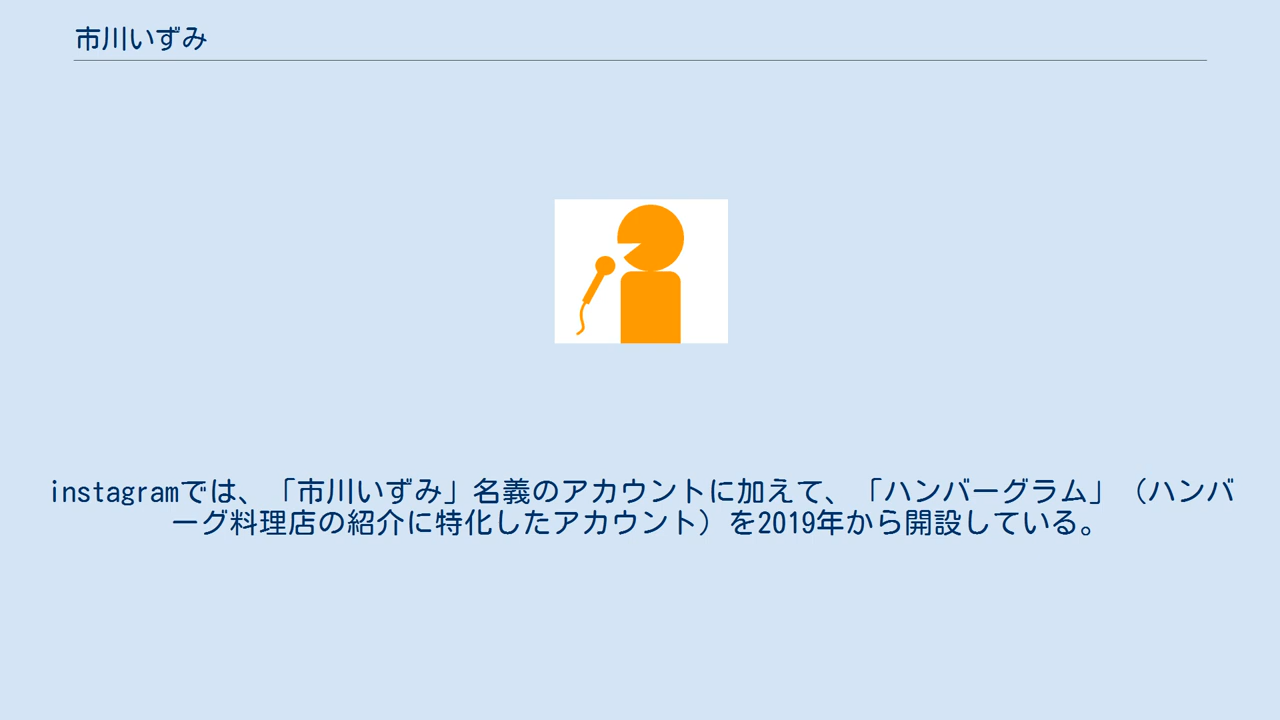 市川いずみ
instagramでは、「市川いずみ」名義のアカウントに加えて、「ハンバーグラム」（ハンバ
ーグ料理店の紹介に特化したアカウント）を2019年から開設している。